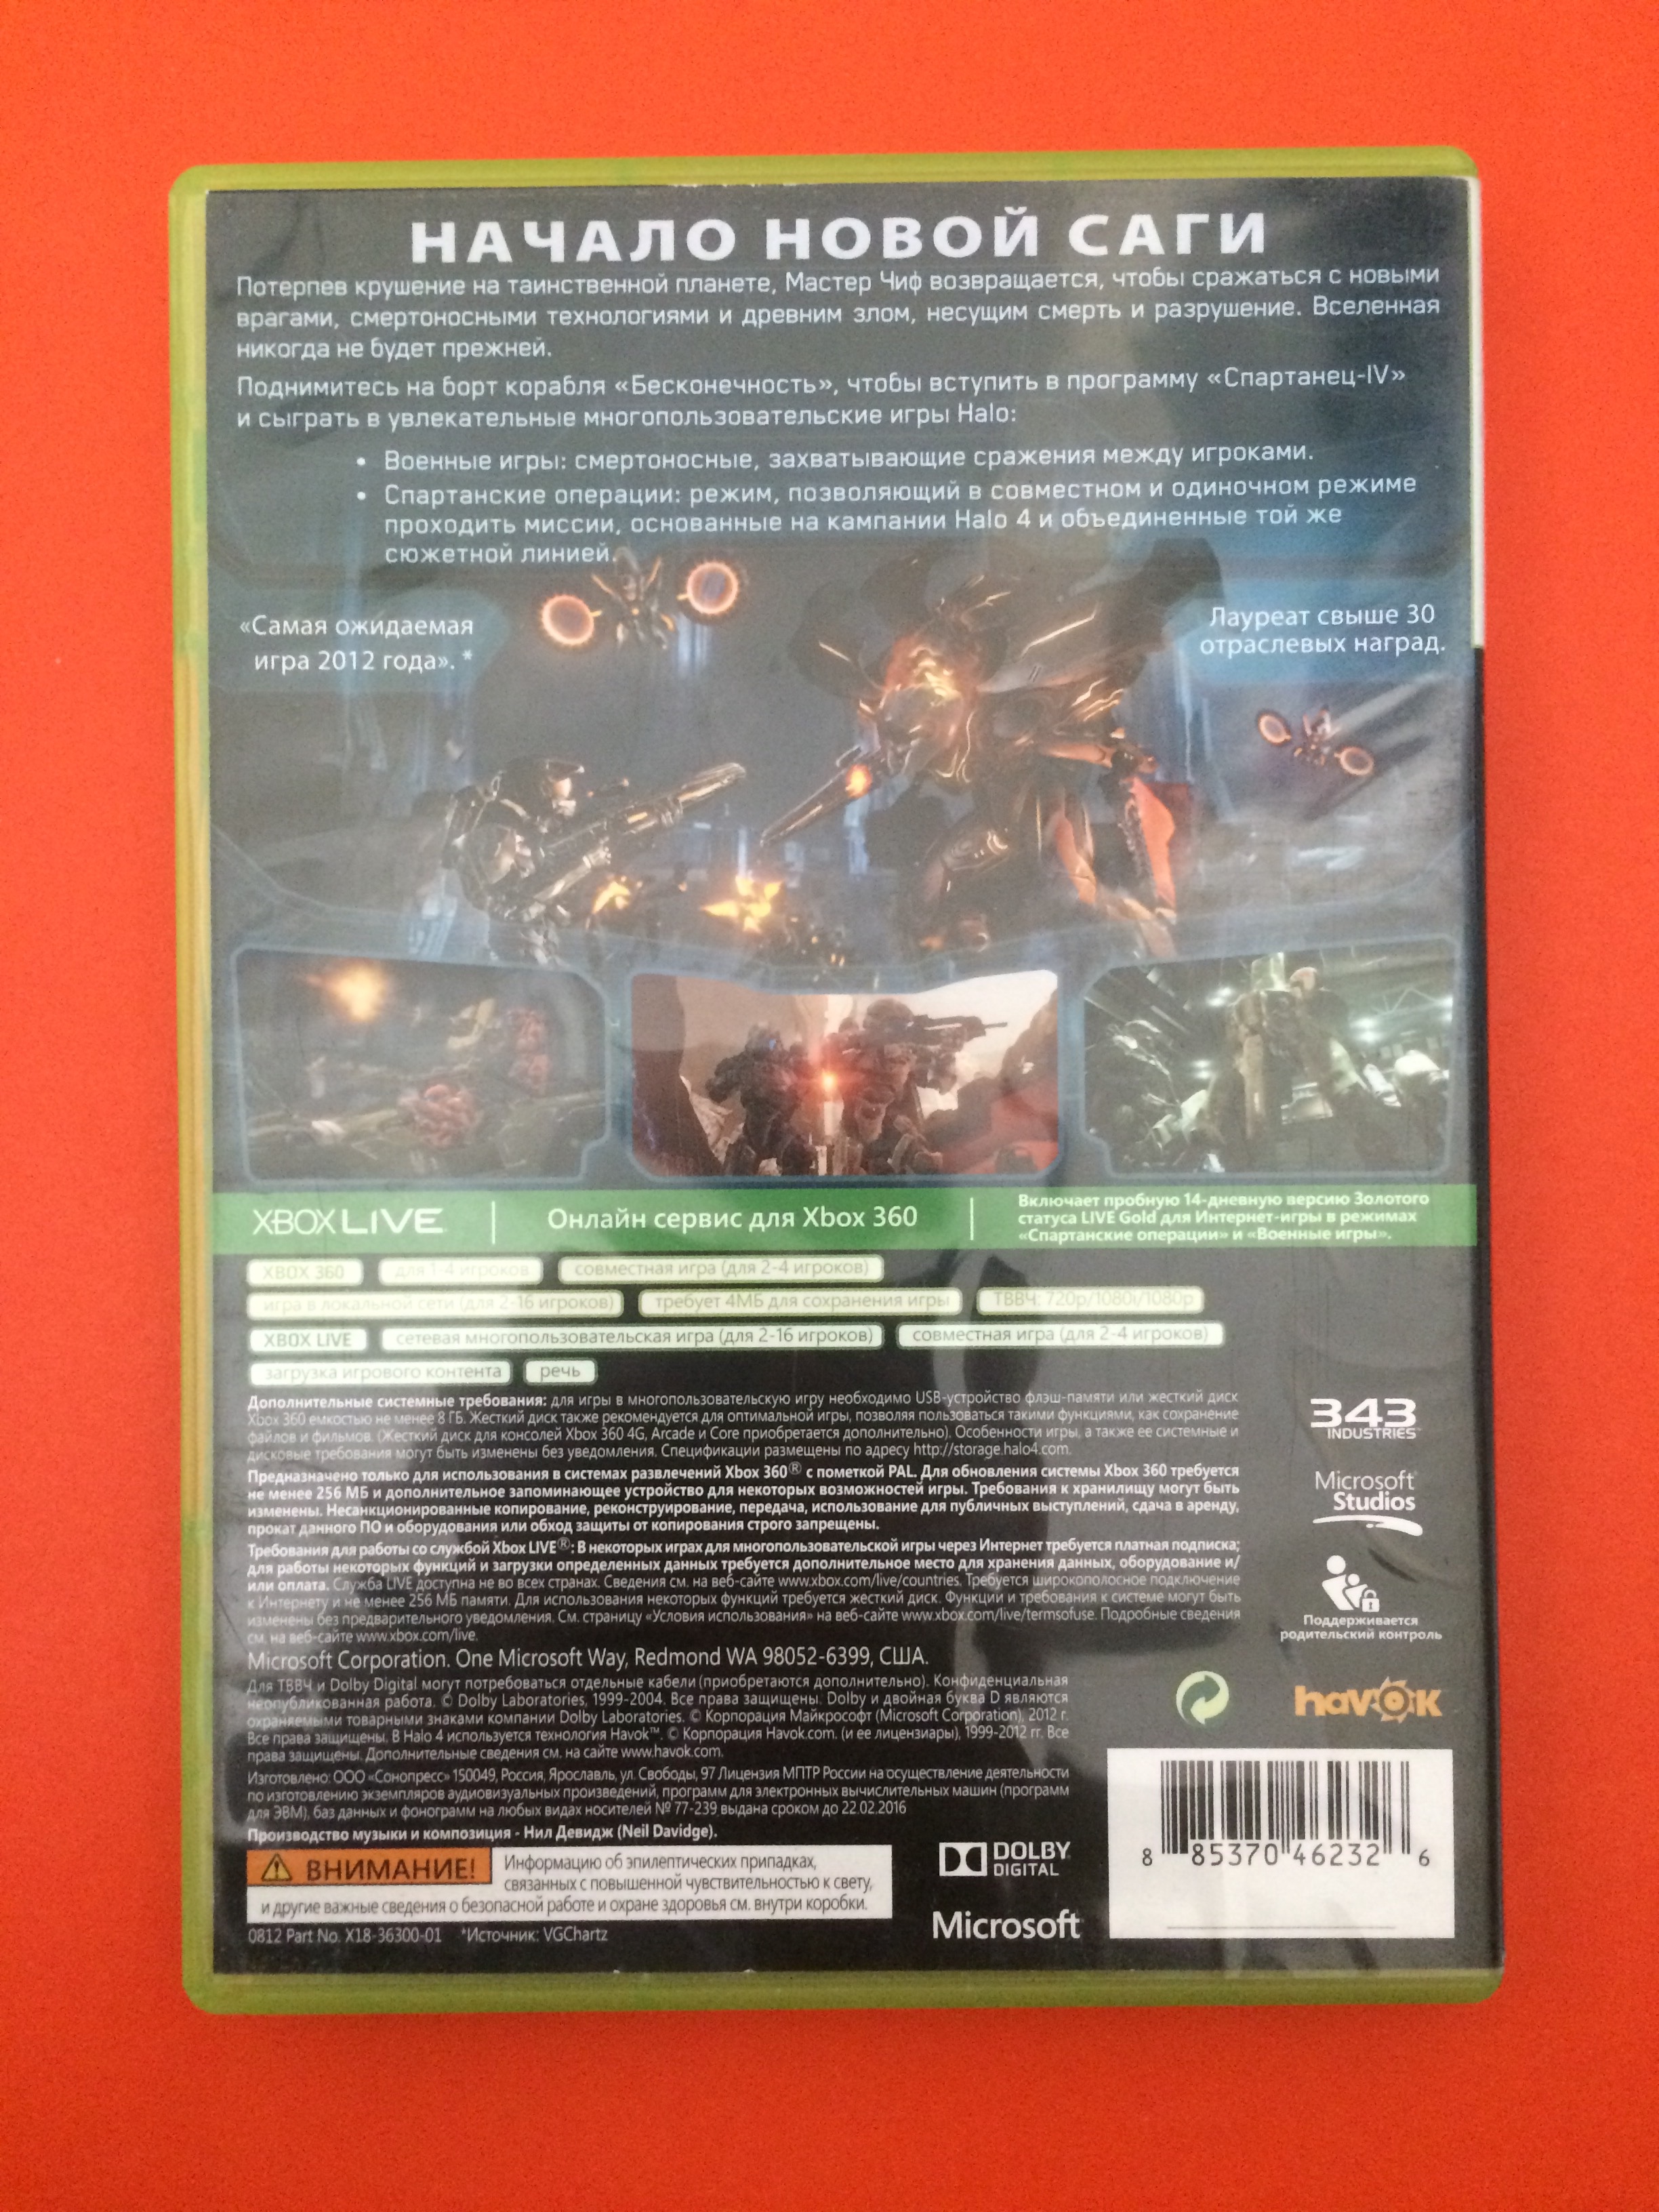 НАЧАЛО НОВОЙ САГИ
Потерпев крушение на таинственной планете, Мастер Чиф возвращается, чтобы сражаться с новыми
врагами, смертоносными технологиями и древним злом, несущим смерть и разрушение. Вселенная
никогда не будет прежней.
Поднимитесь на борт корабля «Бесконечность», чтобы вступить в программу «Спартанец-IV»
и сыграть в увлекательные многопользовательские игры Halo:
• Военные игры: смертоносные, захватывающие сражения между игроками.
• Спартанские операции: режим, позволяющий в совместном и одиночном режиме
проходить миссии, основанные на кампании Halo 4 и объединенные той же
сюжетной линией.
«Самая ожидаемая
игра 2012 года». *
Лауреат свыше 30
отраслевых наград.
XBOX LIVE
Онлайн сервис для Xbox 360
Включает пробную 14-дневную версию Золотого
статуса LIVE Gold для Интернет-игры в режимах
«Спартанские операции» и «Военные игры».
XBOX 360 для 1-4 игроков совместная игра (для 2-4 игроков)
игра в локальной сети (для 2-16 игроков) требует 4МБ для сохранения игры ТВВЧ: 720p/1080i/1080p
XBOX LIVE сетевая многопользовательская игра (для 2-16 игроков) совместная игра (для 2-4 игроков)
загрузка игрового контента речь
Дополнительные системные требования: для игры в многопользовательскую игру необходимо USB-устройство флэш-памяти или жесткий диск
Xbox 360 емкостью не менее 8 ГБ. Жесткий диск также рекомендуется для оптимальной игры, позволяя пользоваться такими функциями, как сохранение
файлов и фильмов. (Жесткий диск для консолей Xbox 360 4G, Arcade и Core приобретается дополнительно). Особенности игры, а также ее системные и
дисковые требования могут быть изменены без уведомления. Спецификации размещены по адресу http://storage.halo4.com.
Предназначено только для использования в системах развлечений Xbox 360® с пометкой PAL. Для обновления системы Xbox 360 требуется
не менее 256 МБ и дополнительное запоминающее устройство для некоторых возможностей игры. Требования к хранилищу могут быть
изменены. Несанкционированные копирование, реконструирование, передача, использование для публичных выступлений, сдача в аренду,
прокат данного ПО и оборудования или обход защиты от копирования строго запрещены.
Требования для работы со службой Xbox LIVE®: В некоторых играх для многопользовательской игры через Интернет требуется платная подписка;
для работы некоторых функций и загрузки определенных данных требуется дополнительное место для хранения данных, оборудование и/
или оплата. Служба LIVE доступна не во всех странах. Сведения см. на веб-сайте www.xbox.com/live/countries. Требуется широкополосное подключение
к Интернету и не менее 256 МБ памяти. Для использования некоторых функций требуется жесткий диск. Функции и требования к системе могут быть
изменены без предварительного уведомления. См. страницу «Условия использования» на веб-сайте www.xbox.com/live/termsofuse. Подробные сведения
см. на веб-сайте www.xbox.com/live.
Microsoft Corporation. One Microsoft Way, Redmond WA 98052-6399, США.
Для ТВВЧ и Dolby Digital могут потребоваться отдельные кабели (приобретаются дополнительно). Конфиденциальная
неопубликованная работа. © Dolby Laboratories, 1999-2004. Все права защищены. Dolby и двойная буква D являются
охраняемыми товарными знаками компании Dolby Laboratories. © Корпорация Майкрософт (Microsoft Corporation), 2012 г.
Все права защищены. В Halo 4 используется технология Havok™. © Корпорация Havok.com. (и ее лицензиары), 1999-2012 гг. Все
права защищены. Дополнительные сведения см. на сайте www.havok.com.
Изготовлено: ООО «Сонопресс» 150049, Россия, Ярославль, ул. Свободы, 97 Лицензия МПТР России на осуществление деятельности
по изготовлению экземпляров аудиовизуальных произведений, программ для электронных вычислительных машин (программ
для ЭВМ), баз данных и фонограмм на любых видах носителей № 77-239 выдана сроком до 22.02.2016
Производство музыки и композиция - Нил Девидж (Neil Davidge).
ВНИМАНИЕ!
Информацию об эпилептических припадках,
связанных с повышенной чувствительностью к свету,
и другие важные сведения о безопасной работе и охране здоровья см. внутри коробки.
0812 Part No. X18-36300-01 *Источник: VGChartz
343
INDUSTRIES
Microsoft
Studios
Поддерживается
родительский контроль
havok
DOLBY
DIGITAL
Microsoft
8 85370 46232 6